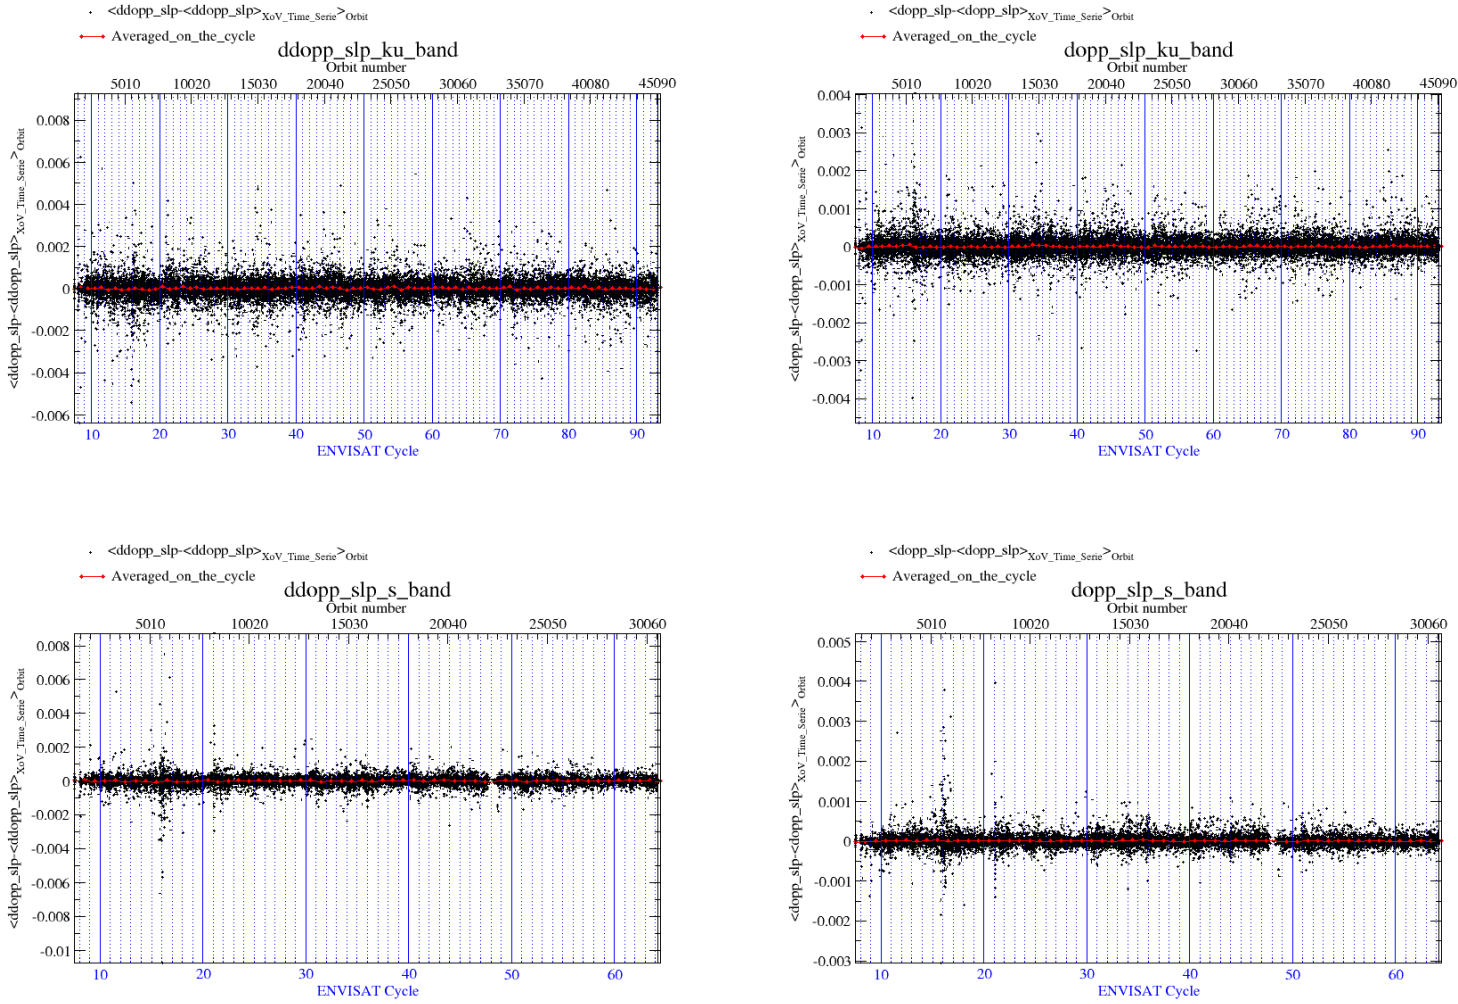 <ddopp_slp-<ddopp_slp>XoV_Time_Serie>Orbit
Averaged_on_the_cycle
ddopp_slp_ku_band
Orbit number
5010 10020 15030 20040 25050 30060 35070 40080 45090
<ddopp_slp-<ddopp_slp>XoV_Time_Serie>Orbit
0.008
0.006
0.004
0.002
0
-0.002
-0.004
-0.006
10 20 30 40 50 60 70 80 90
ENVISAT Cycle
<dopp_slp-<dopp_slp>XoV_Time_Serie>Orbit
Averaged_on_the_cycle
dopp_slp_ku_band
Orbit number
5010 10020 15030 20040 25050 30060 35070 40080 45090
<dopp_slp-<dopp_slp>XoV_Time_Serie>Orbit
0.004
0.003
0.002
0.001
0
-0.001
-0.002
-0.003
-0.004
10 20 30 40 50 60 70 80 90
ENVISAT Cycle
<ddopp_slp-<ddopp_slp>XoV_Time_Serie>Orbit
Averaged_on_the_cycle
ddopp_slp_s_band
Orbit number
5010 10020 15030 20040 25050 30060
<ddopp_slp-<ddopp_slp>XoV_Time_Serie>Orbit
0.008
0.006
0.004
0.002
0
-0.002
-0.004
-0.006
-0.008
-0.01
10 20 30 40 50 60
ENVISAT Cycle
<dopp_slp-<dopp_slp>XoV_Time_Serie>Orbit
Averaged_on_the_cycle
dopp_slp_s_band
Orbit number
5010 10020 15030 20040 25050 30060
<dopp_slp-<dopp_slp>XoV_Time_Serie>Orbit
0.005
0.004
0.003
0.002
0.001
0
-0.001
-0.002
-0.003
10 20 30 40 50 60
ENVISAT Cycle